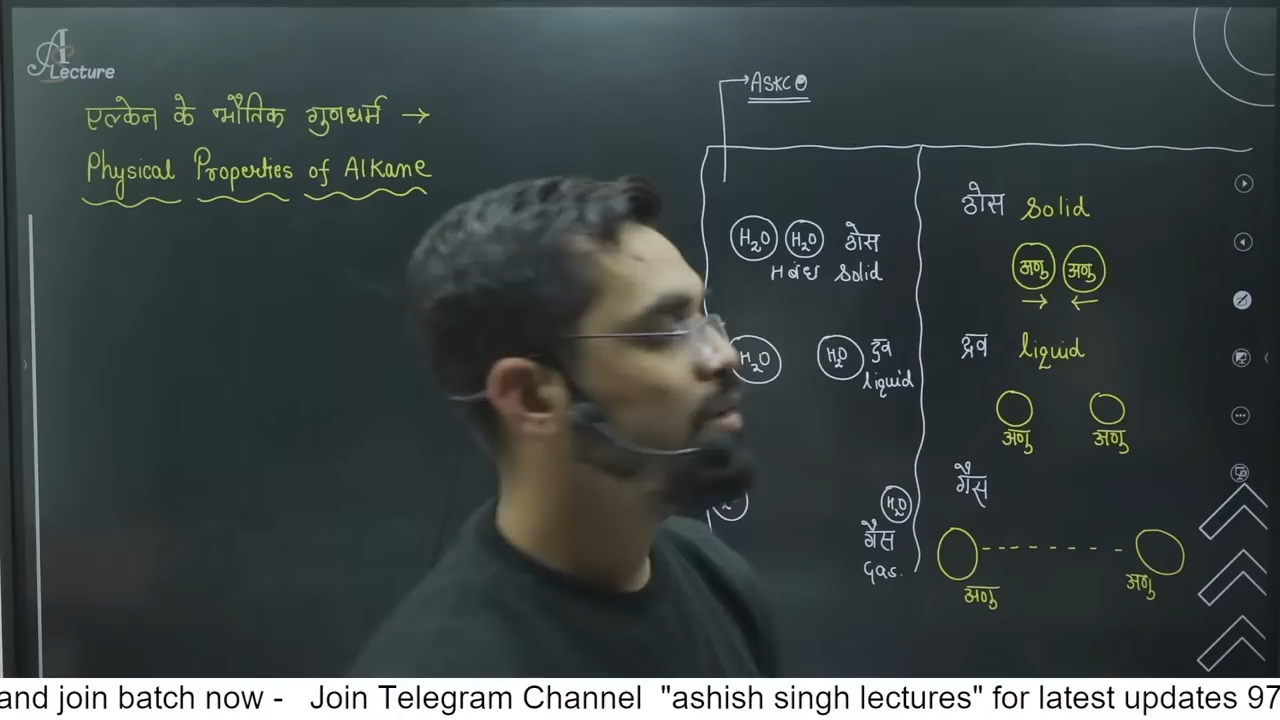 A Lecture
एल्केन के भौतिक गुणधर्म →
Physical Properties of Alkane
→ ASKCO
H₂O H₂O ठोस
H बंध solid
H₂O H₂O द्रव
liquid
H₂O
गैस
Gas.
ठोस solid
अणु अणु
→ ←
द्रव liquid
अणु अणु
गैस
अणु अणु
and join batch now - Join Telegram Channel "ashish singh lectures" for latest updates 97